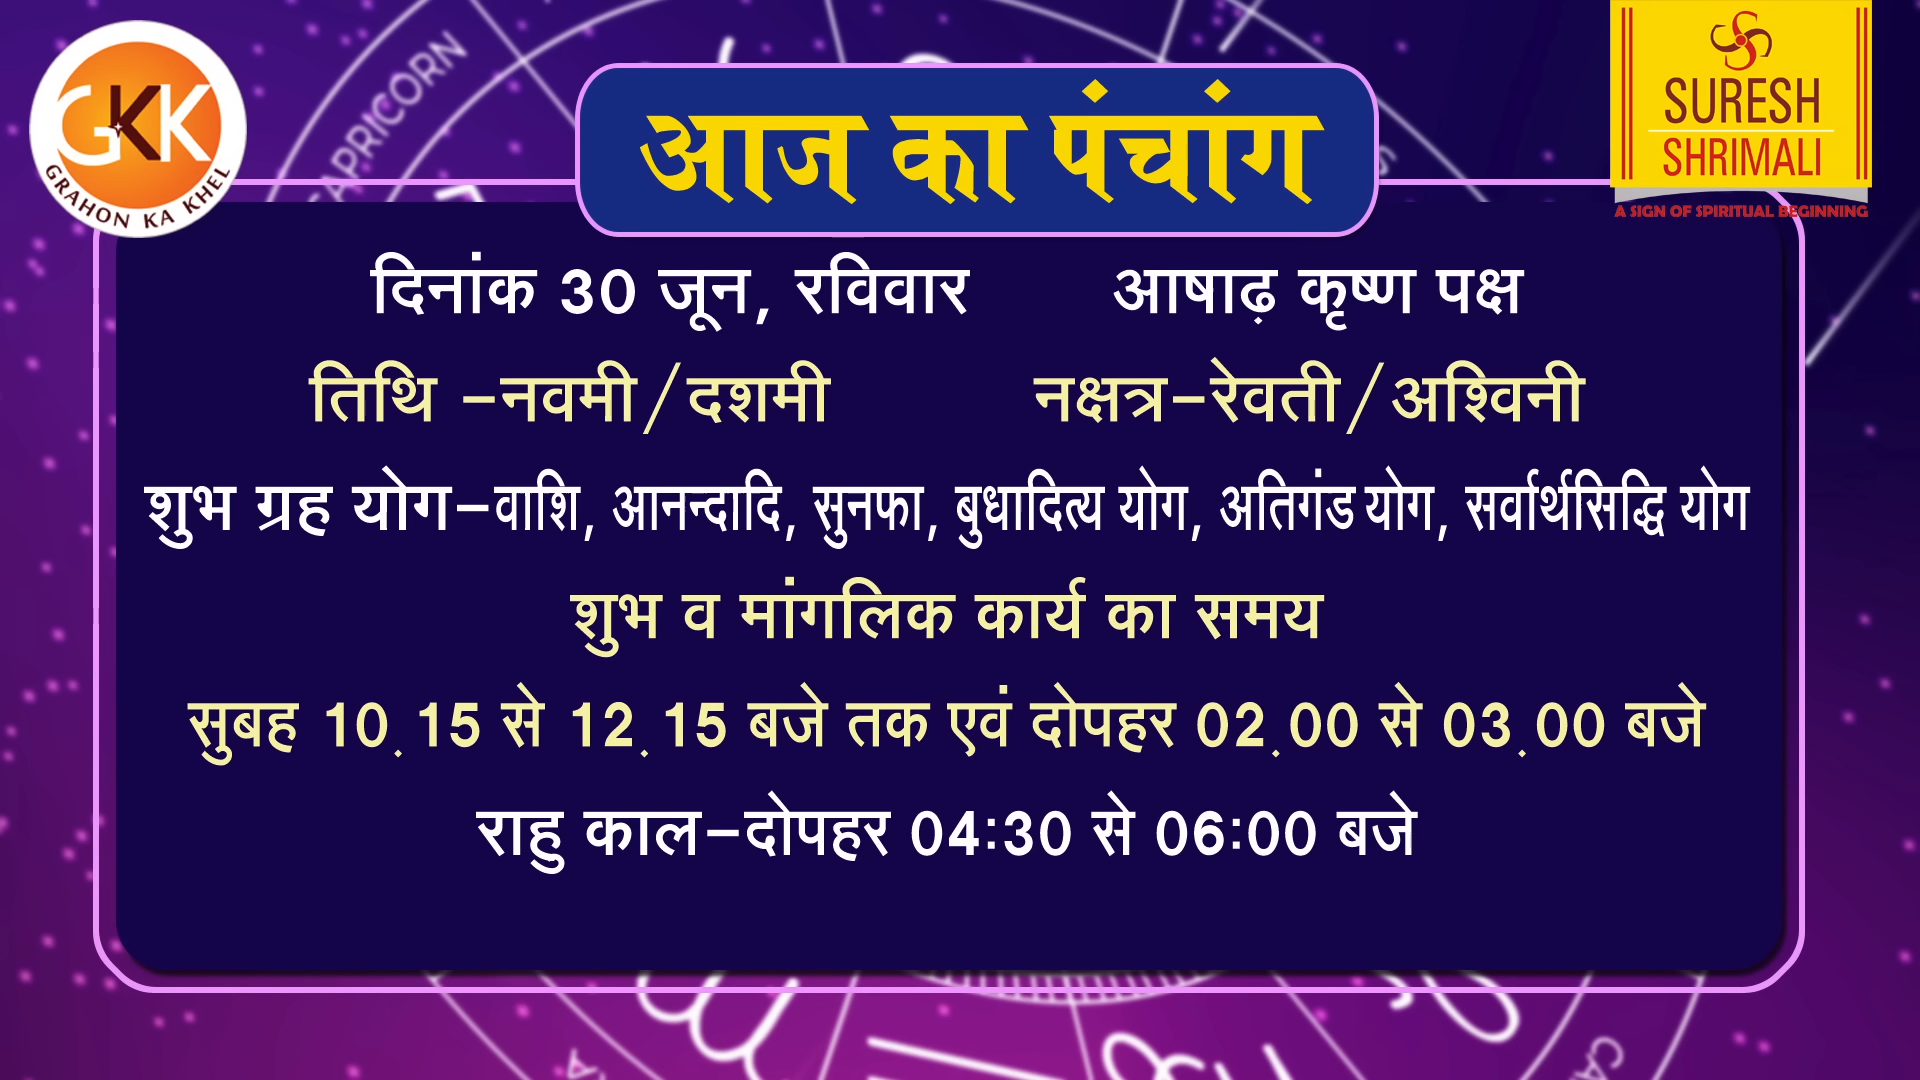 GKK
GRAHON KA KHEL
CAPRICORN
आज का पंचांग
SURESH
SHRIMALI
A SIGN OF SPIRITUAL BEGINNING
दिनांक 30 जून, रविवार आषाढ़ कृष्ण पक्ष
तिथि -नवमी/दशमी नक्षत्र-रेवती/अश्विनी
शुभ ग्रह योग-वाशि, आनन्दादि, सुनफा, बुधादित्य योग, अतिगंड योग, सर्वार्थसिद्धि योग
शुभ व मांगलिक कार्य का समय
सुबह 10.15 से 12.15 बजे तक एवं दोपहर 02.00 से 03.00 बजे
राहु काल-दोपहर 04:30 से 06:00 बजे